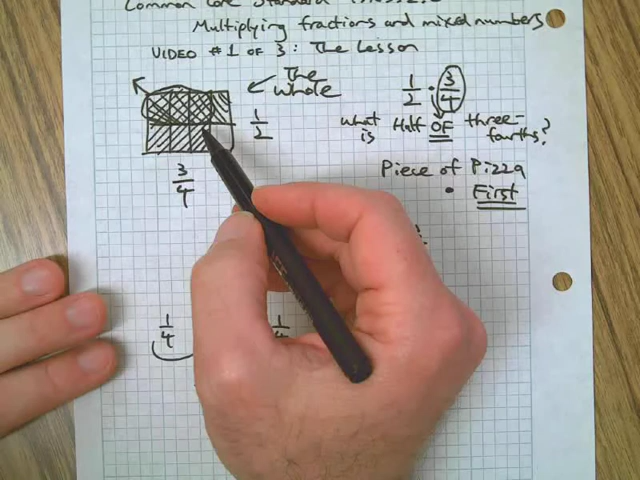 Common Core Standard
Multiplying fractions and mixed numbers
VIDEO #1 OF 3: The Lesson
The Whole
1/2 · 3/4
1/2
What is Half OF three-fourths?
3/4
Piece of Pizza
• First
1/4